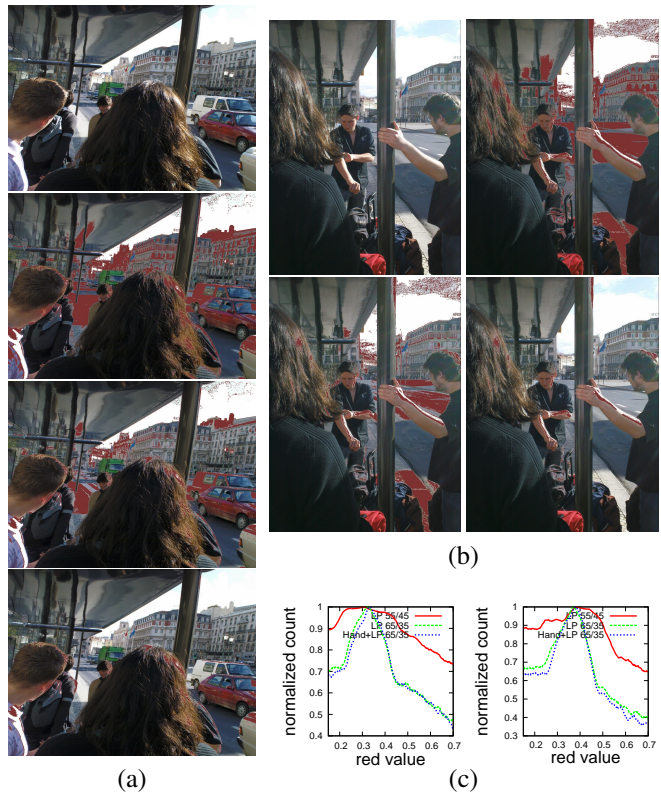 (a)
(b)
LP 55/45
LP 65/35
Hand+LP 65/35
normalized count
1
0.9
0.8
0.7
0.6
0.5
0.4
0.2 0.3 0.4 0.5 0.6 0.7
red value
LP 55/45
LP 65/35
Hand+LP 65/35
normalized count
1
0.9
0.8
0.7
0.6
0.5
0.4
0.3
0.2 0.3 0.4 0.5 0.6 0.7
red value
(c)